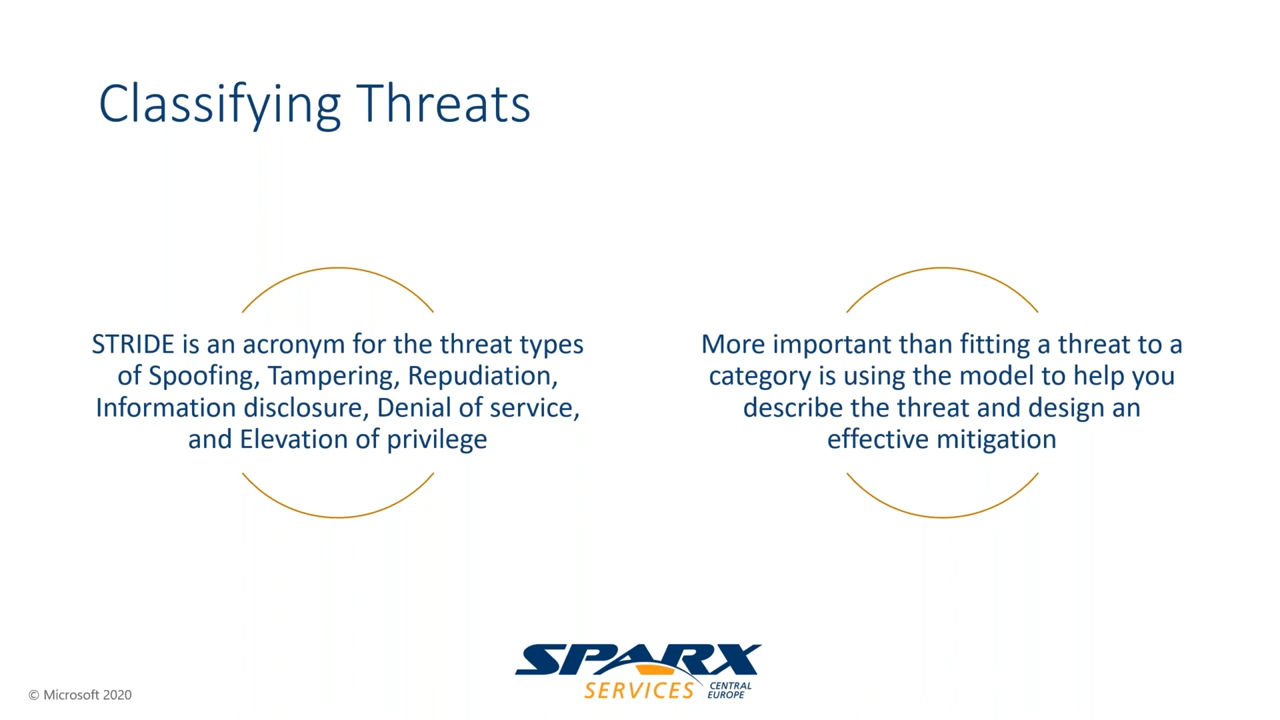 Classifying Threats
STRIDE is an acronym for the threat types
of Spoofing, Tampering, Repudiation,
Information disclosure, Denial of service,
and Elevation of privilege
More important than fitting a threat to a
category is using the model to help you
describe the threat and design an
effective mitigation
SPARX
SERVICES CENTRAL
EUROPE
© Microsoft 2020